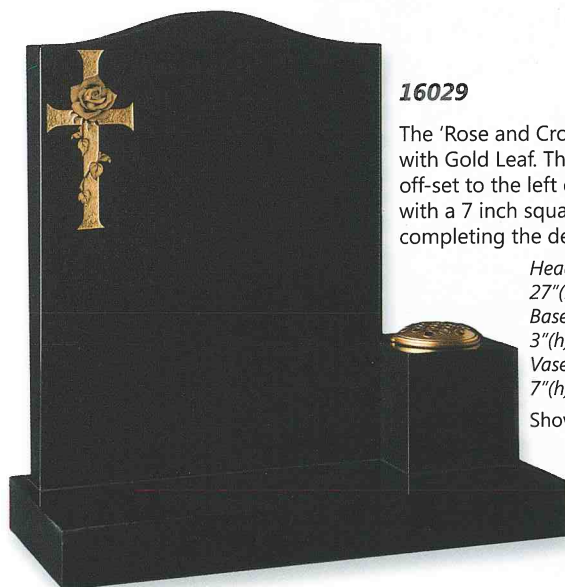 16029
The ‘Rose and Cro
with Gold Leaf. Th
off-set to the left
with a 7 inch squa
completing the de
Head
27”(
Base
3”(h)
Vase
7”(h)
Show